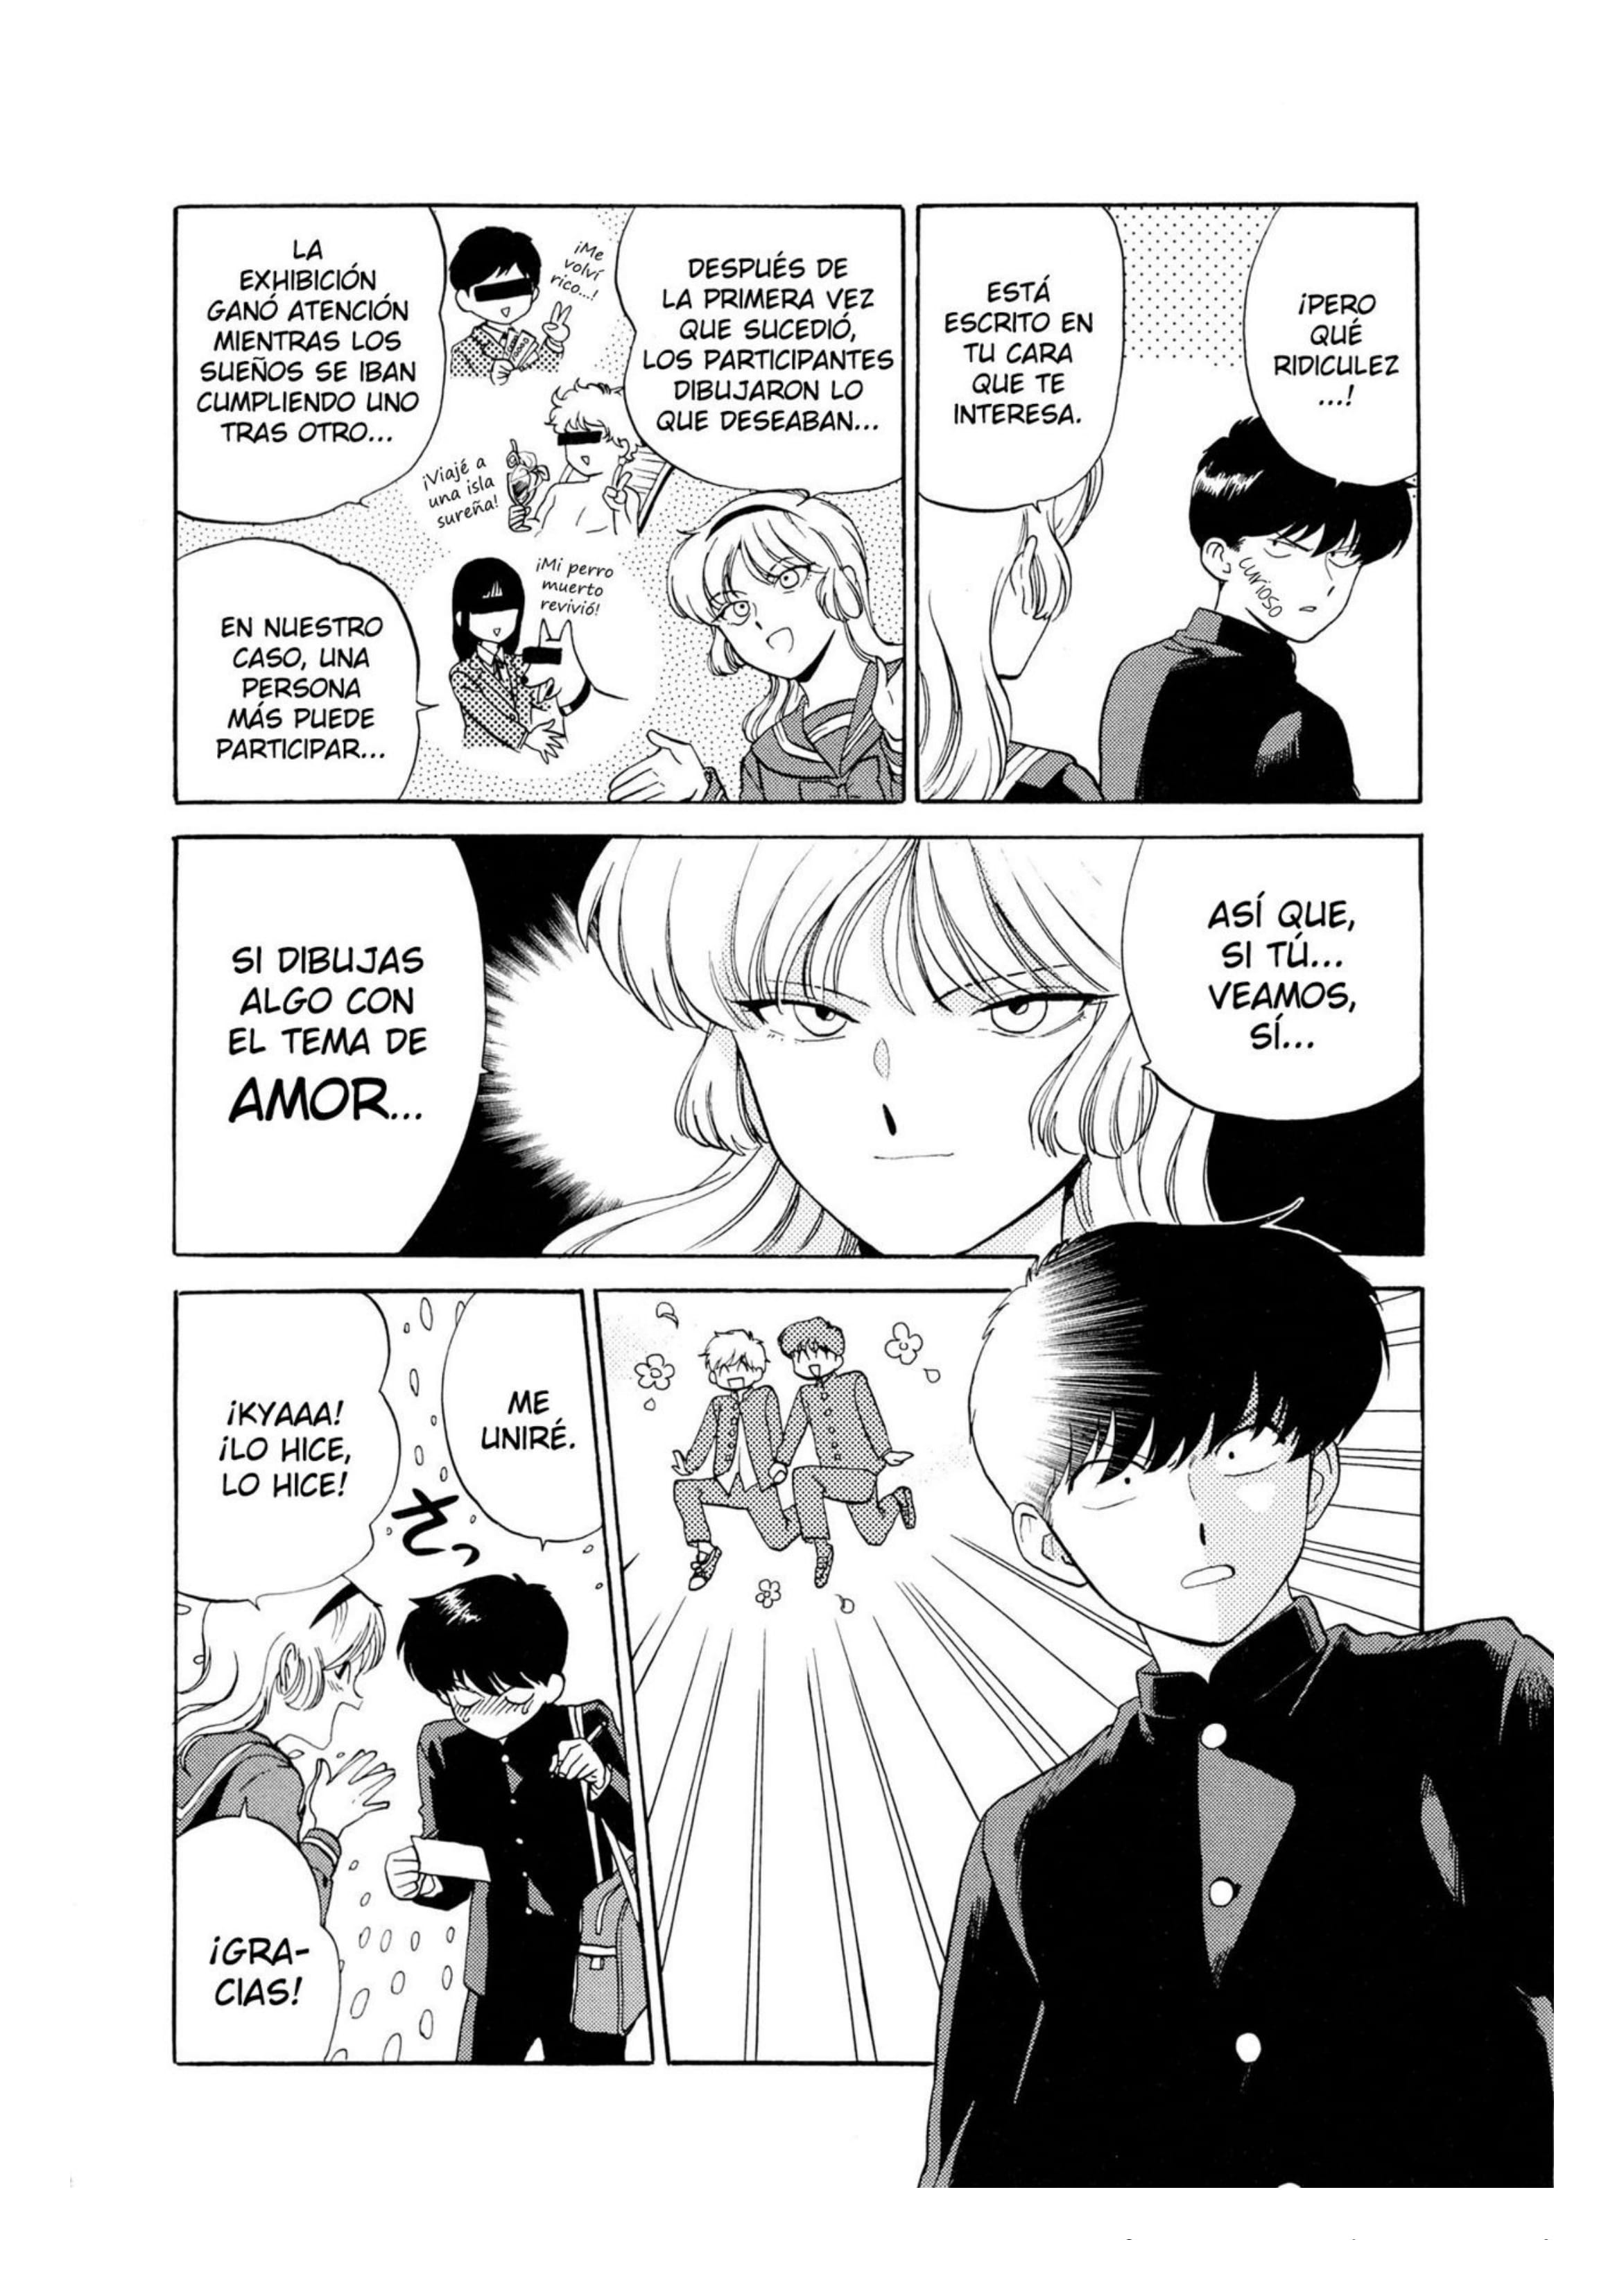 ¡PERO
QUÉ
RIDICULEZ
...!
ESTÁ
ESCRITO EN
TU CARA
QUE TE
INTERESA.
curioso
DESPUÉS DE
LA PRIMERA VEZ
QUE SUCEDIÓ,
LOS PARTICIPANTES
DIBUJARON LO
QUE DESEABAN...
¡Me
volví
rico...!
¡Viajé a
una isla
sureña!
¡Mi perro
muerto
revivió!
LA
EXHIBICIÓN
GANÓ ATENCIÓN
MIENTRAS LOS
SUEÑOS SE IBAN
CUMPLIENDO UNO
TRAS OTRO...
EN NUESTRO
CASO, UNA
PERSONA
MÁS PUEDE
PARTICIPAR...
ASÍ QUE,
SI TÚ...
VEAMOS,
SÍ...
SI DIBUJAS
ALGO CON
EL TEMA DE
AMOR...
ME
UNIRÉ.
さっ
¡KYAAA!
¡LO HICE,
LO HICE!
¡GRA-
CIAS!